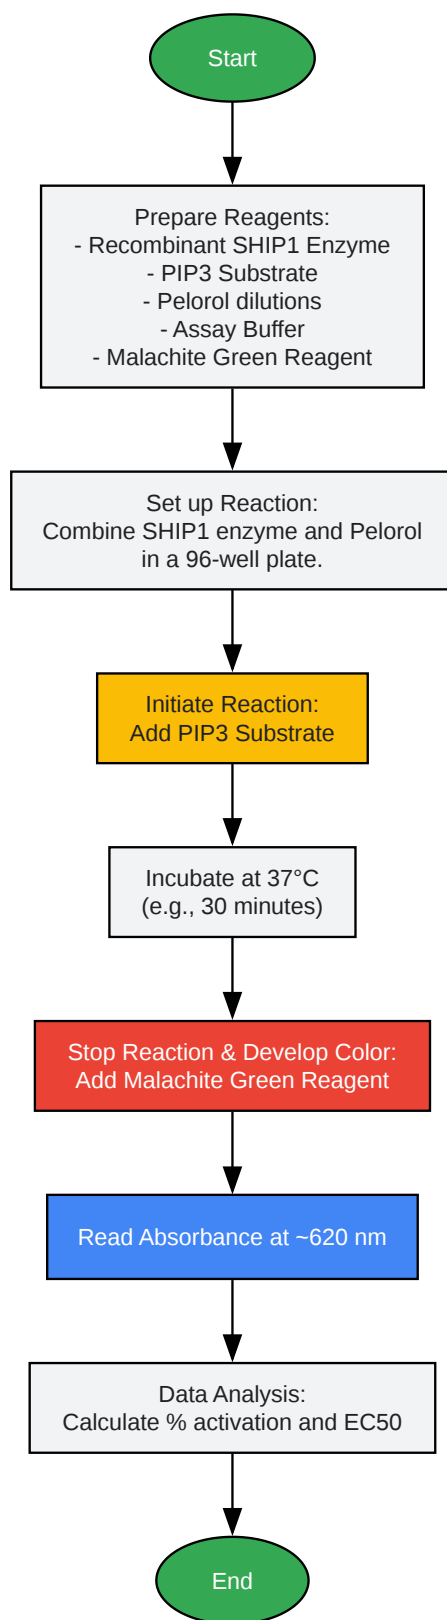 Start
Prepare Reagents:
- Recombinant SHIP1 Enzyme
- PIP3 Substrate
- Pelorol dilutions
- Assay Buffer
- Malachite Green Reagent
Set up Reaction:
Combine SHIP1 enzyme and Pelorol
in a 96-well plate.
Initiate Reaction:
Add PIP3 Substrate
Incubate at 37°C
(e.g., 30 minutes)
Stop Reaction & Develop Color:
Add Malachite Green Reagent
Read Absorbance at ~620 nm
Data Analysis:
Calculate % activation and EC50
End